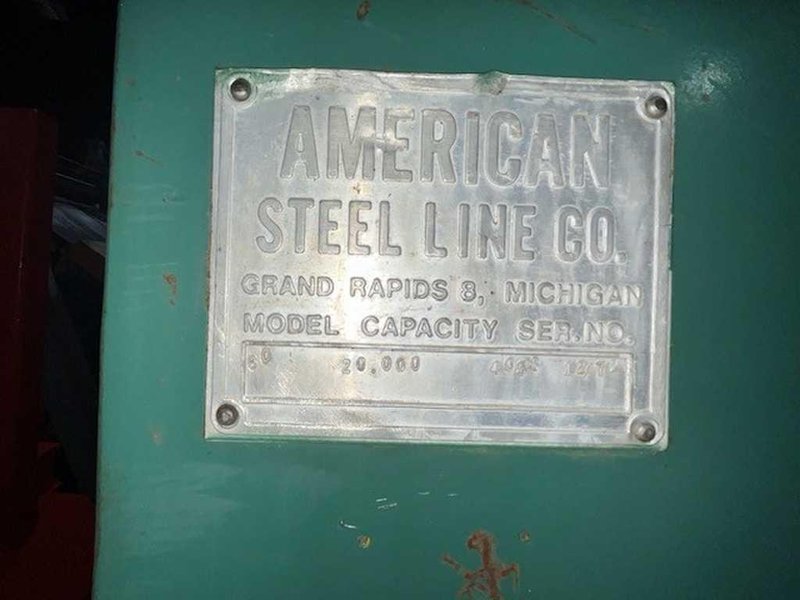 AMERICAN
STEEL LINE CO.
GRAND RAPIDS 8, MICHIGAN
MODEL CAPACITY SER. NO.
20,000